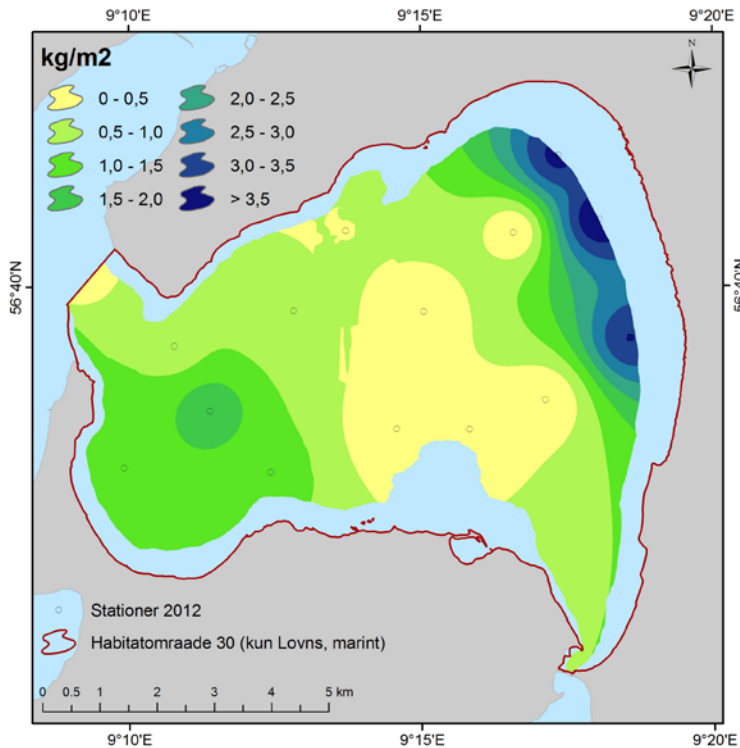 9°10'E 9°15'E 9°20'E
N
kg/m2
0 - 0,5 2,0 - 2,5
0,5 - 1,0 2,5 - 3,0
1,0 - 1,5 3,0 - 3,5
1,5 - 2,0 > 3,5
56°40'N 56°40'N
Stationer 2012
Habitatomraade 30 (kun Lovns, marint)
0 0.5 1 2 3 4 5 km
9°10'E 9°15'E 9°20'E